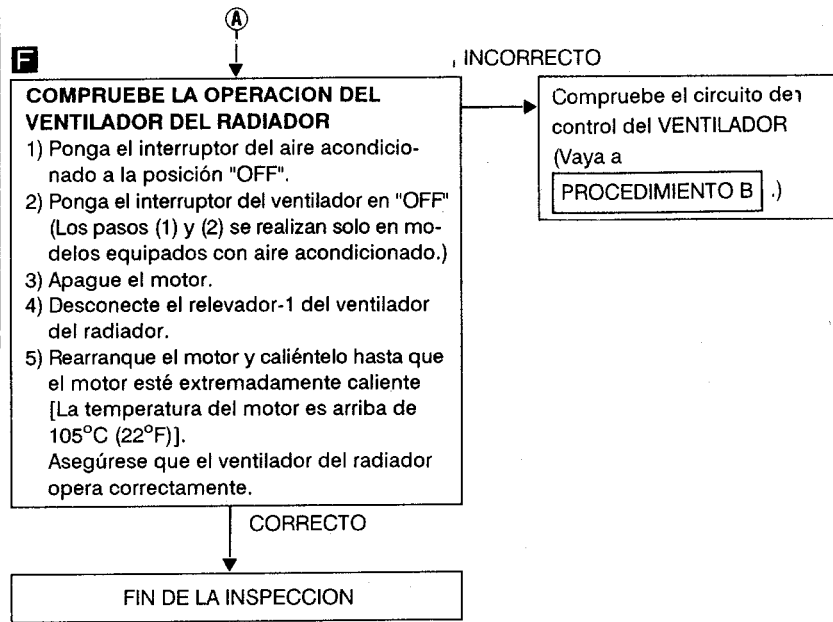 A
F
INCORRECTO
COMPRUEBE LA OPERACION DEL
VENTILADOR DEL RADIADOR
1) Ponga el interruptor del aire acondicio-
nado a la posición "OFF".
2) Ponga el interruptor del ventilador en "OFF"
(Los pasos (1) y (2) se realizan solo en mo-
delos equipados con aire acondicionado.)
3) Apague el motor.
4) Desconecte el relevador-1 del ventilador
del radiador.
5) Rearranque el motor y caliéntelo hasta que
el motor esté extremadamente caliente
[La temperatura del motor es arriba de
105°C (22°F)].
Asegúrese que el ventilador del radiador
opera correctamente.
Compruebe el circuito de
control del VENTILADOR
(Vaya a
PROCEDIMIENTO B .)
CORRECTO
FIN DE LA INSPECCION